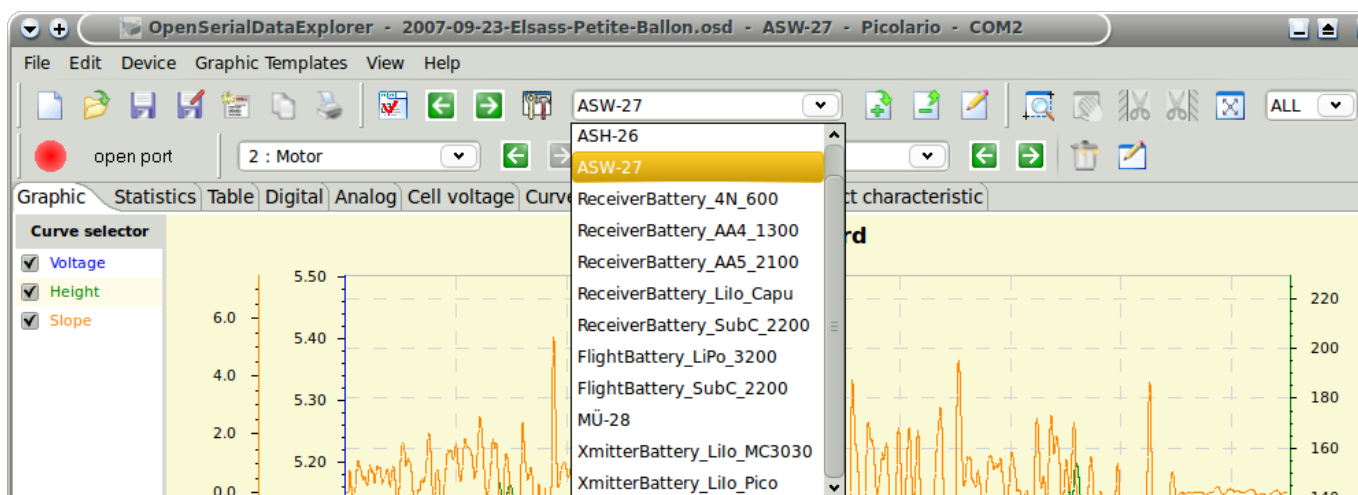 OpenSerialDataExplorer - 2007-09-23-Elsass-Petite-Ballon.osd - ASW-27 - Picolario - COM2
File Edit Device Graphic Templates View Help
ASW-27 ALL
open port 2 : Motor
ASH-26
ASW-27
ReceiverBattery_4N_600
ReceiverBattery_AA4_1300
ReceiverBattery_AA5_2100
ReceiverBattery_LiIo_Capu
ReceiverBattery_SubC_2200
FlightBattery_LiPo_3200
FlightBattery_SubC_2200
MÜ-28
XmitterBattery_LiIo_MC3030
XmitterBattery_LiIo_Pico
Graphic Statistics Table Digital Analog Cell voltage Curve ct characteristic
Curve selector rd
Voltage
Height
Slope
6.0
4.0
2.0
0.0
5.50
5.40
5.30
5.20
220
200
180
160
140